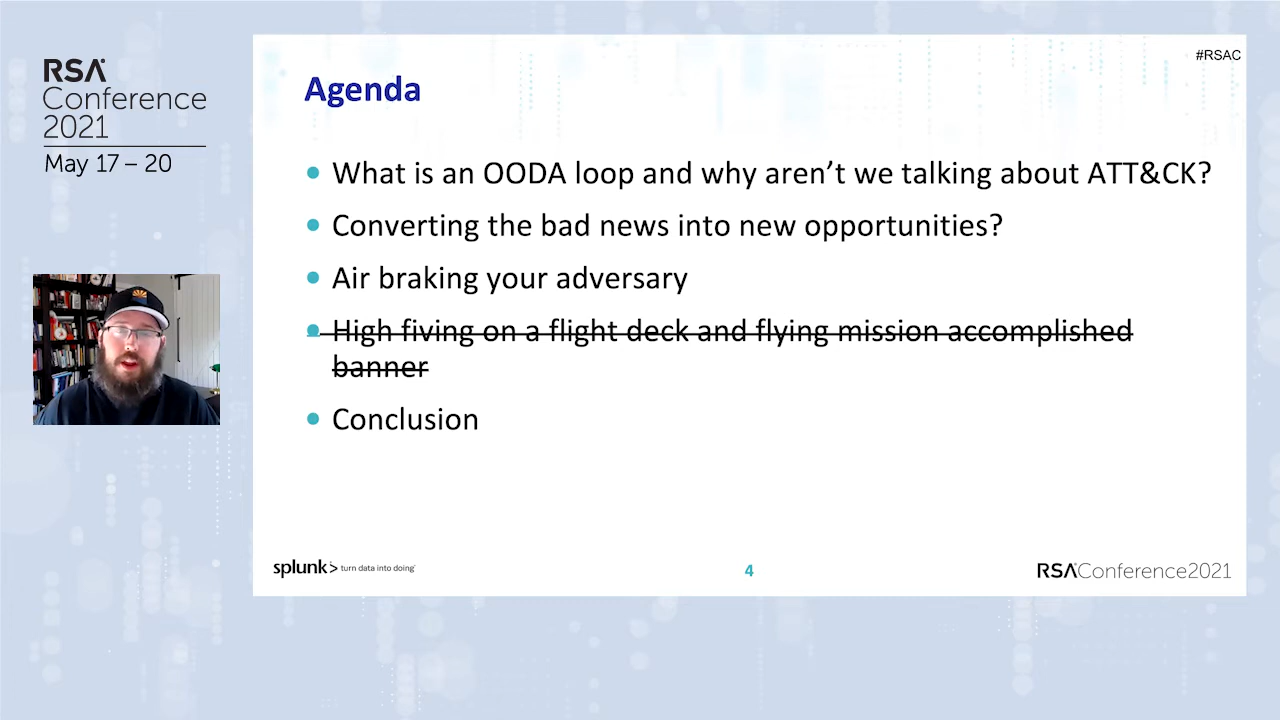 RSA
Conference
2021
May 17 – 20
#RSAC
Agenda
What is an OODA loop and why aren't we talking about ATT&CK?
Converting the bad news into new opportunities?
Air braking your adversary
High fiving on a flight deck and flying mission accomplished
banner
Conclusion
splunk> turn data into doing
4
RSAConference2021